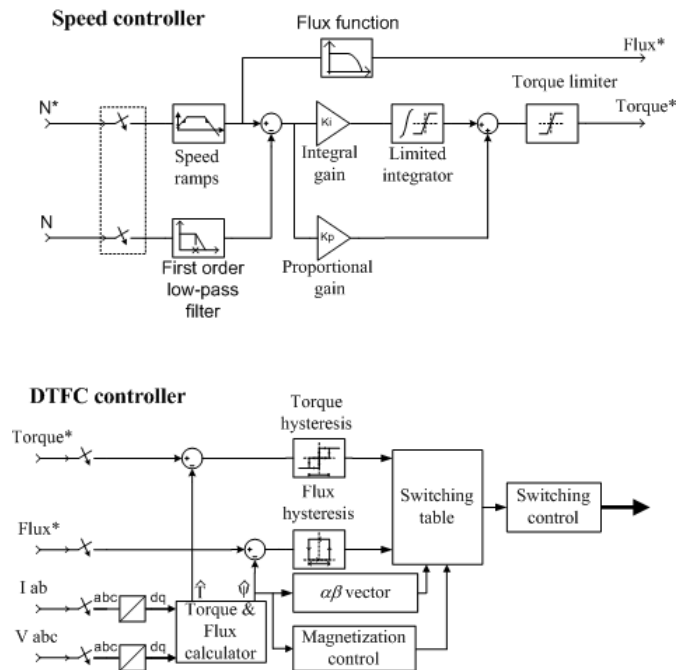 Speed controller
Flux function
Flux*
N*
Speed
ramps
Ki
Integral
gain
Limited
integrator
Torque limiter
Torque*
N
First order
low-pass
filter
Kp
Proportional
gain
DTFC controller
Torque*
Torque
hysteresis
Flux*
Flux
hysteresis
Switching
table
Switching
control
I ab
abc
dq
V abc
abc
dq
T̂
ψ̂
Torque &
Flux
calculator
αβ vector
Magnetization
control